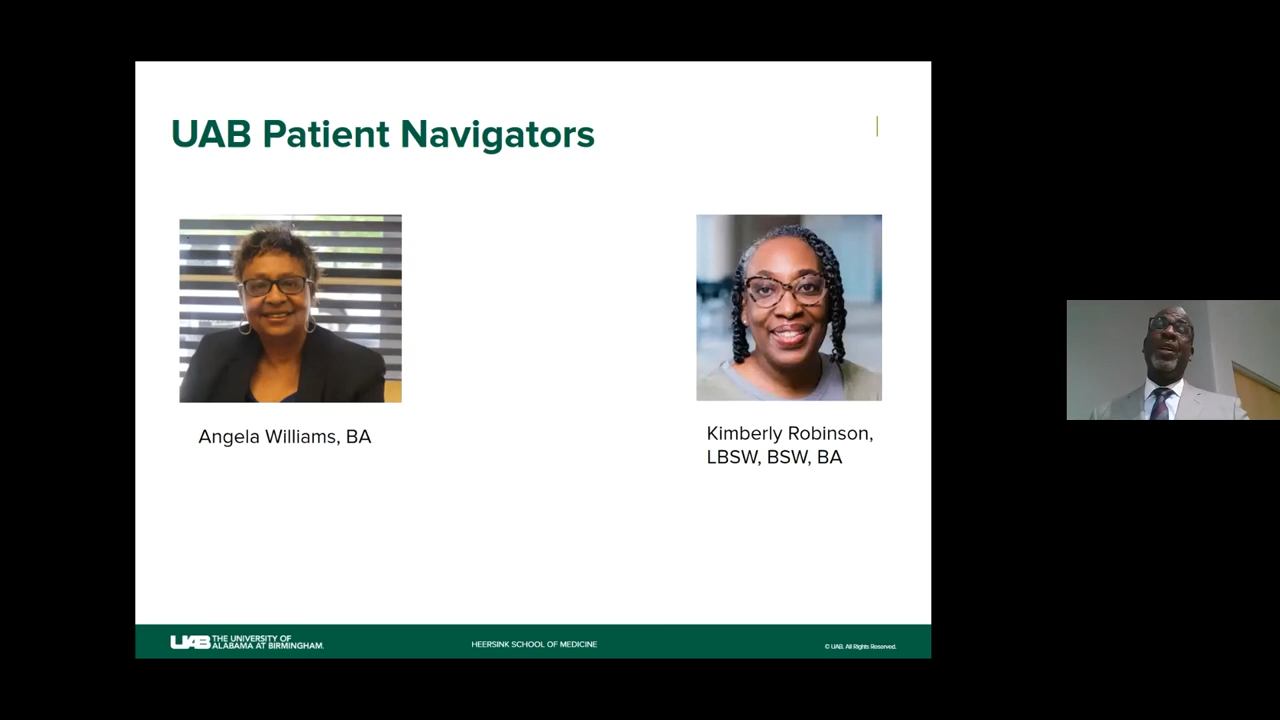 UAB Patient Navigators
Angela Williams, BA
Kimberly Robinson,
LBSW, BSW, BA
UAB THE UNIVERSITY OF
ALABAMA AT BIRMINGHAM.
HEERSINK SCHOOL OF MEDICINE
© UAB. All Rights Reserved.